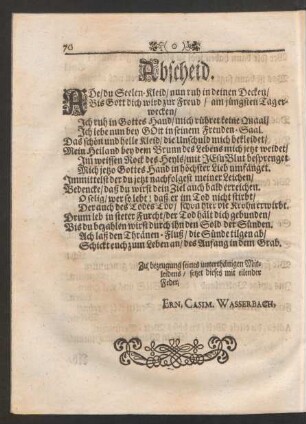 70 ❧( o )❧
Abscheid.
ADe/du Seelen-Kleid/nun ruh in deinen Decken/
Bis Gott dich wird zur Freud / am jüngsten Tag er-
wecken/
Ich ruh in Gottes Hand/mich rühret keine Quaal/
Ich lebe nun bey GOtt in seinem Freuden-Saal.
Das schön und helle Kleid/ die Unschuld mich bekleidet/
Mein Heiland bey dem Brunn des Lebens mich jetzt weidet/
Im weissen Rock des Heyls/mit JEsu Blut besprenget
Mich jetzo Gottes Hand in höchster Lieb umfänget.
Immittelst der du jetzt nachfolgest meiner Leichen/
Bedencke/daß du wirst dein Ziel auch bald erreichen.
O selig/wer so lebt! daß er im Tod nicht stirbt/
Der auch des Todes Tod/ schon hier die Kron erwirbt.
Drum leb in steter Furcht/der Tod hält dich gebunden/
Bis du bezahlen wirst durch ihn den Sold der Sünden.
Ach laß den Thränen-Fluß/ die Sünde tilgen ab/
Schickt euch zum Leben an/ des Anfang in dem Grab.
Zu bezeugung seines unterthänigen Mit-
leidens / setzt dieses mit eilender
Feder/
ERN. CASIM. WASSERBACH.